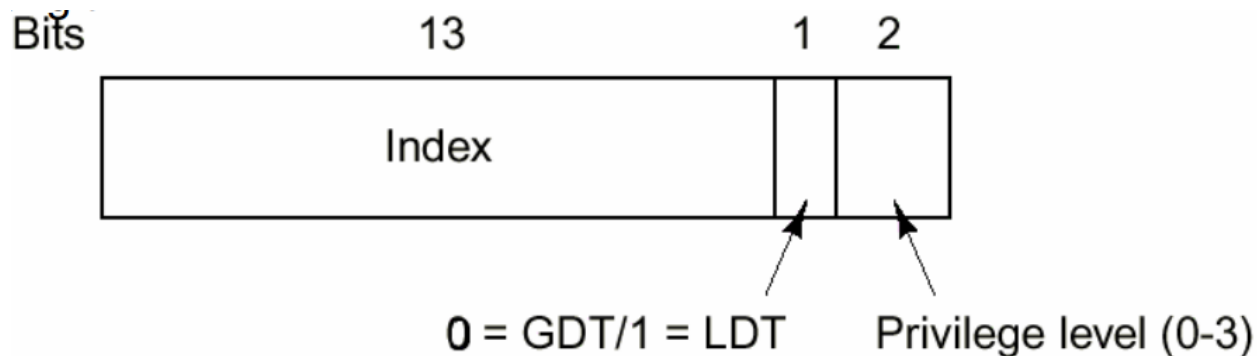 Bits 13 1 2
Index
0 = GDT/1 = LDT Privilege level (0-3)